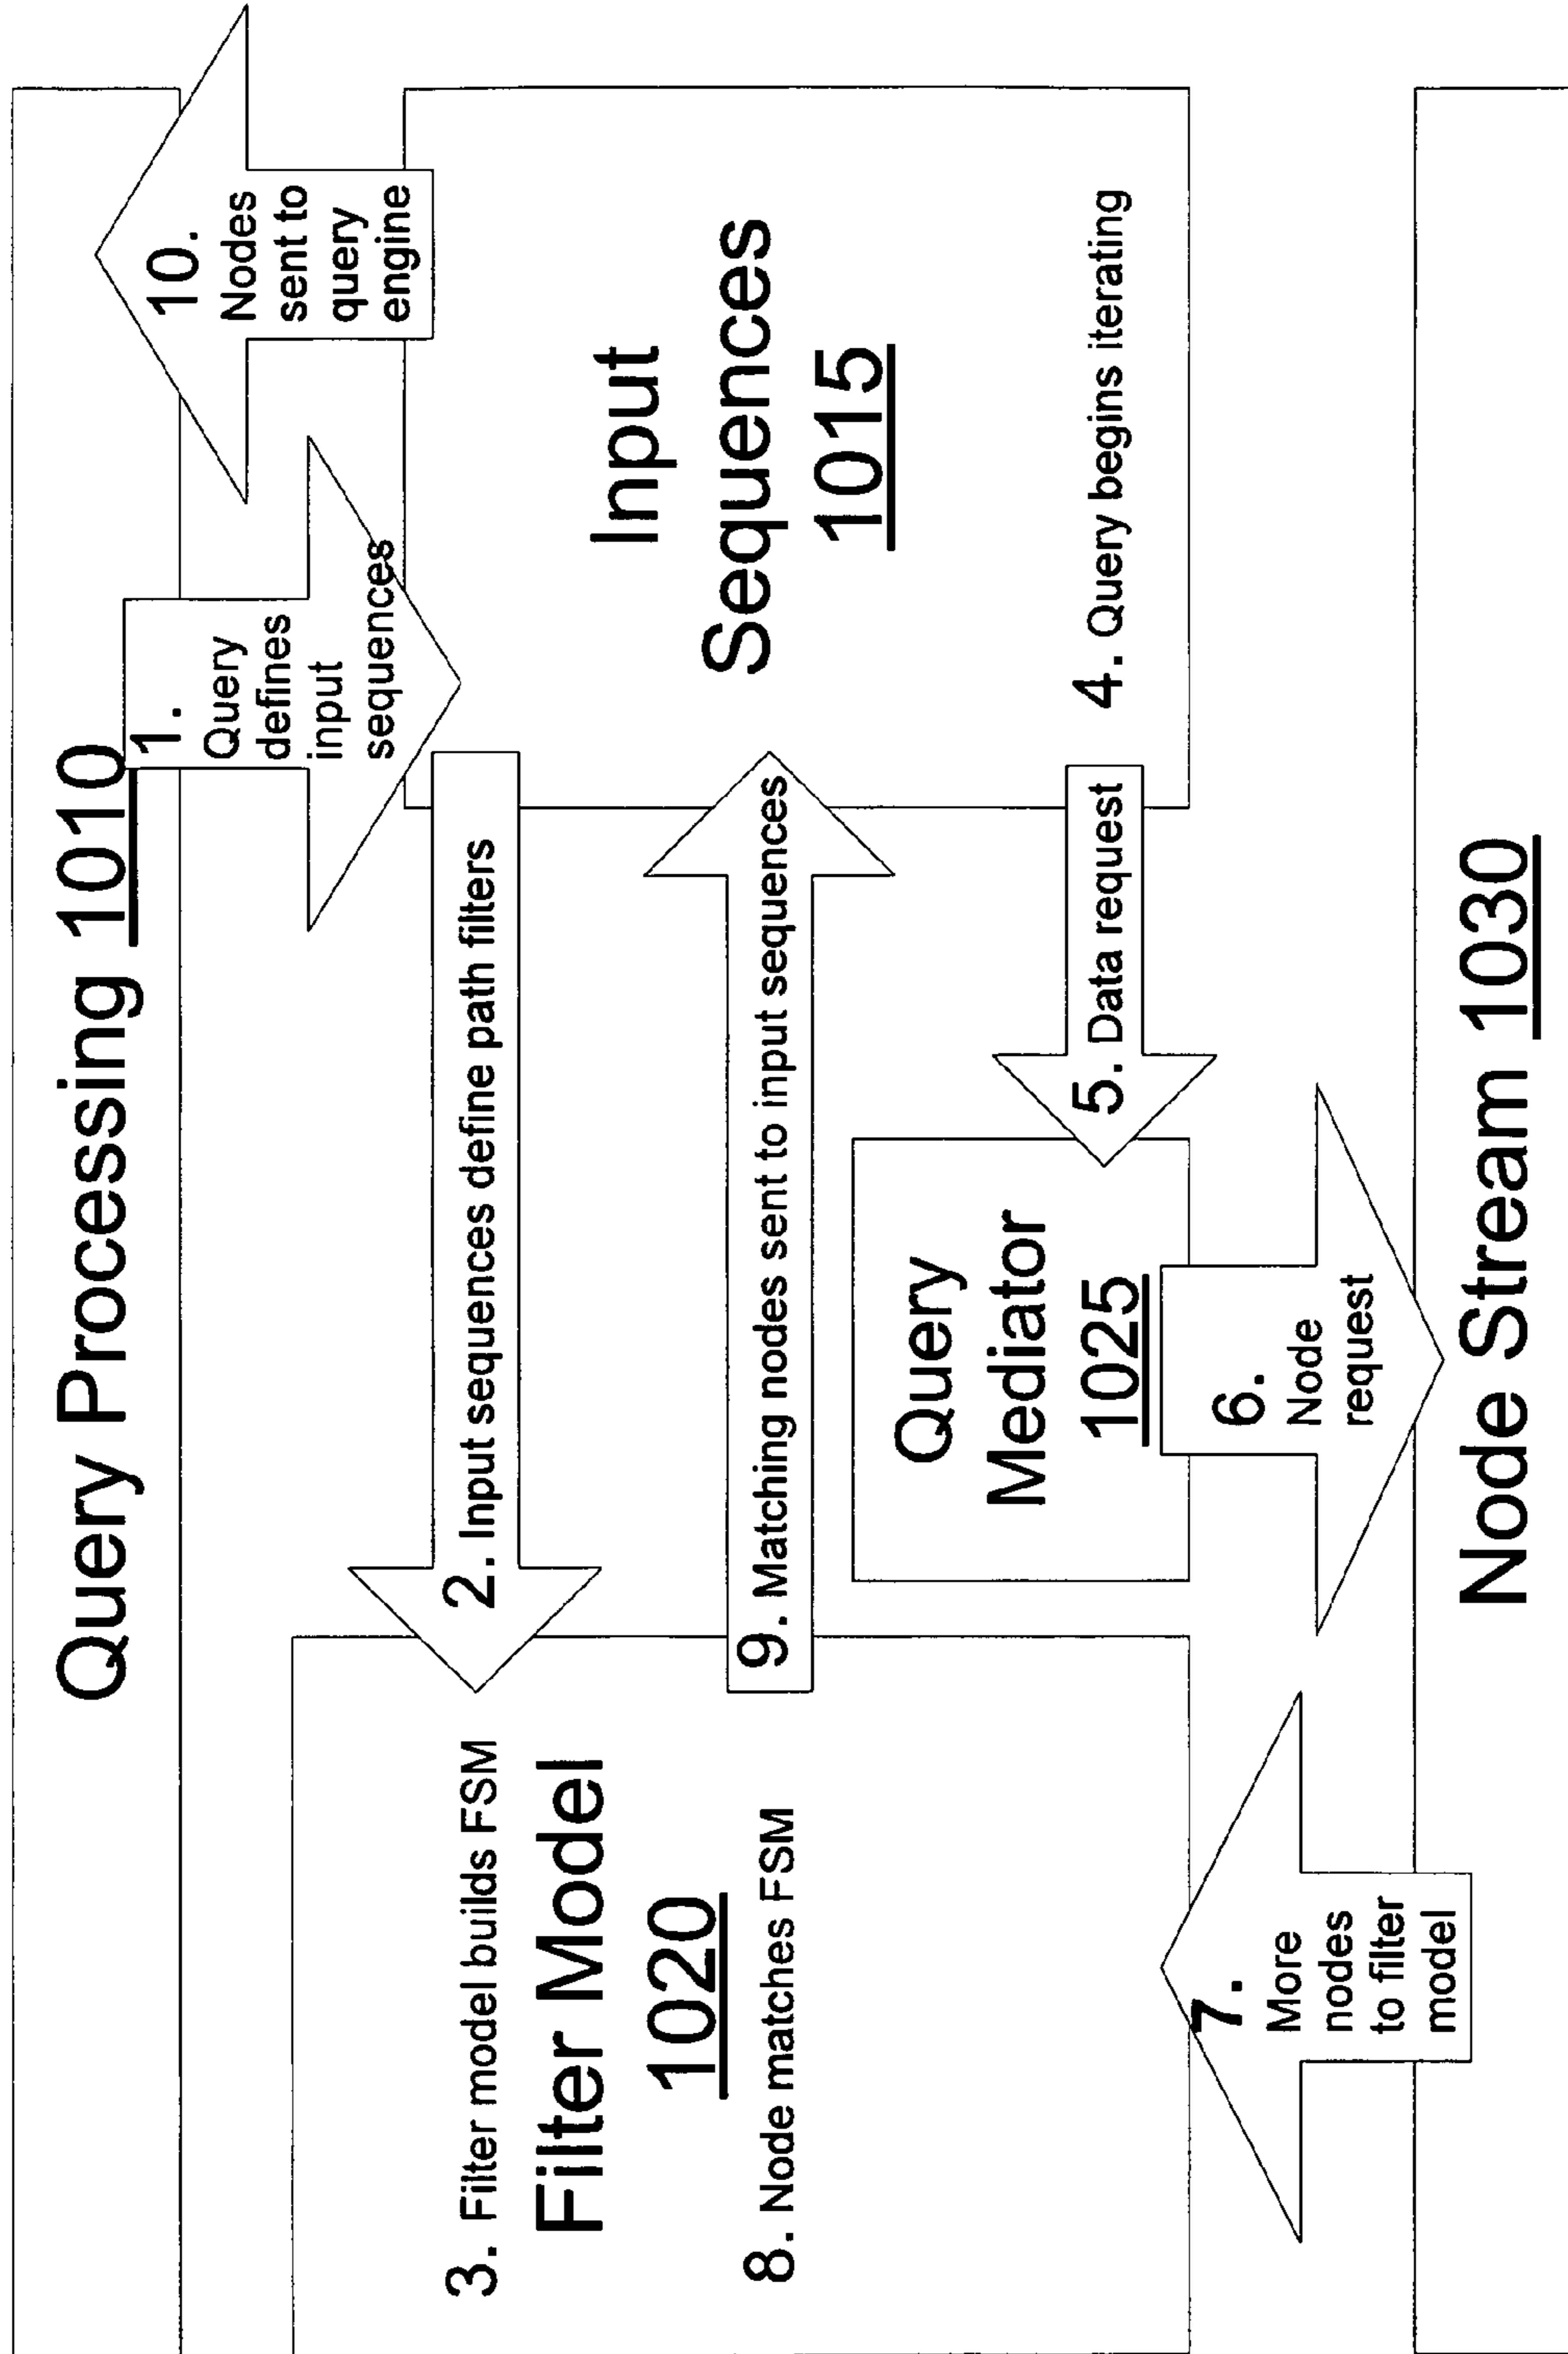 Query Processing 1010
1.
Query
defines
input
sequences
10.
Nodes
sent to
query
engine
2. Input sequences define path filters
3. Filter model builds FSM
Filter Model
1020
8. Node matches FSM
9. Matching nodes sent to input sequences
Input
Sequences
1015
4. Query begins iterating
5. Data request
Query
Mediator
1025
6.
Node
request
7.
More
nodes
to filter
model
Node Stream 1030